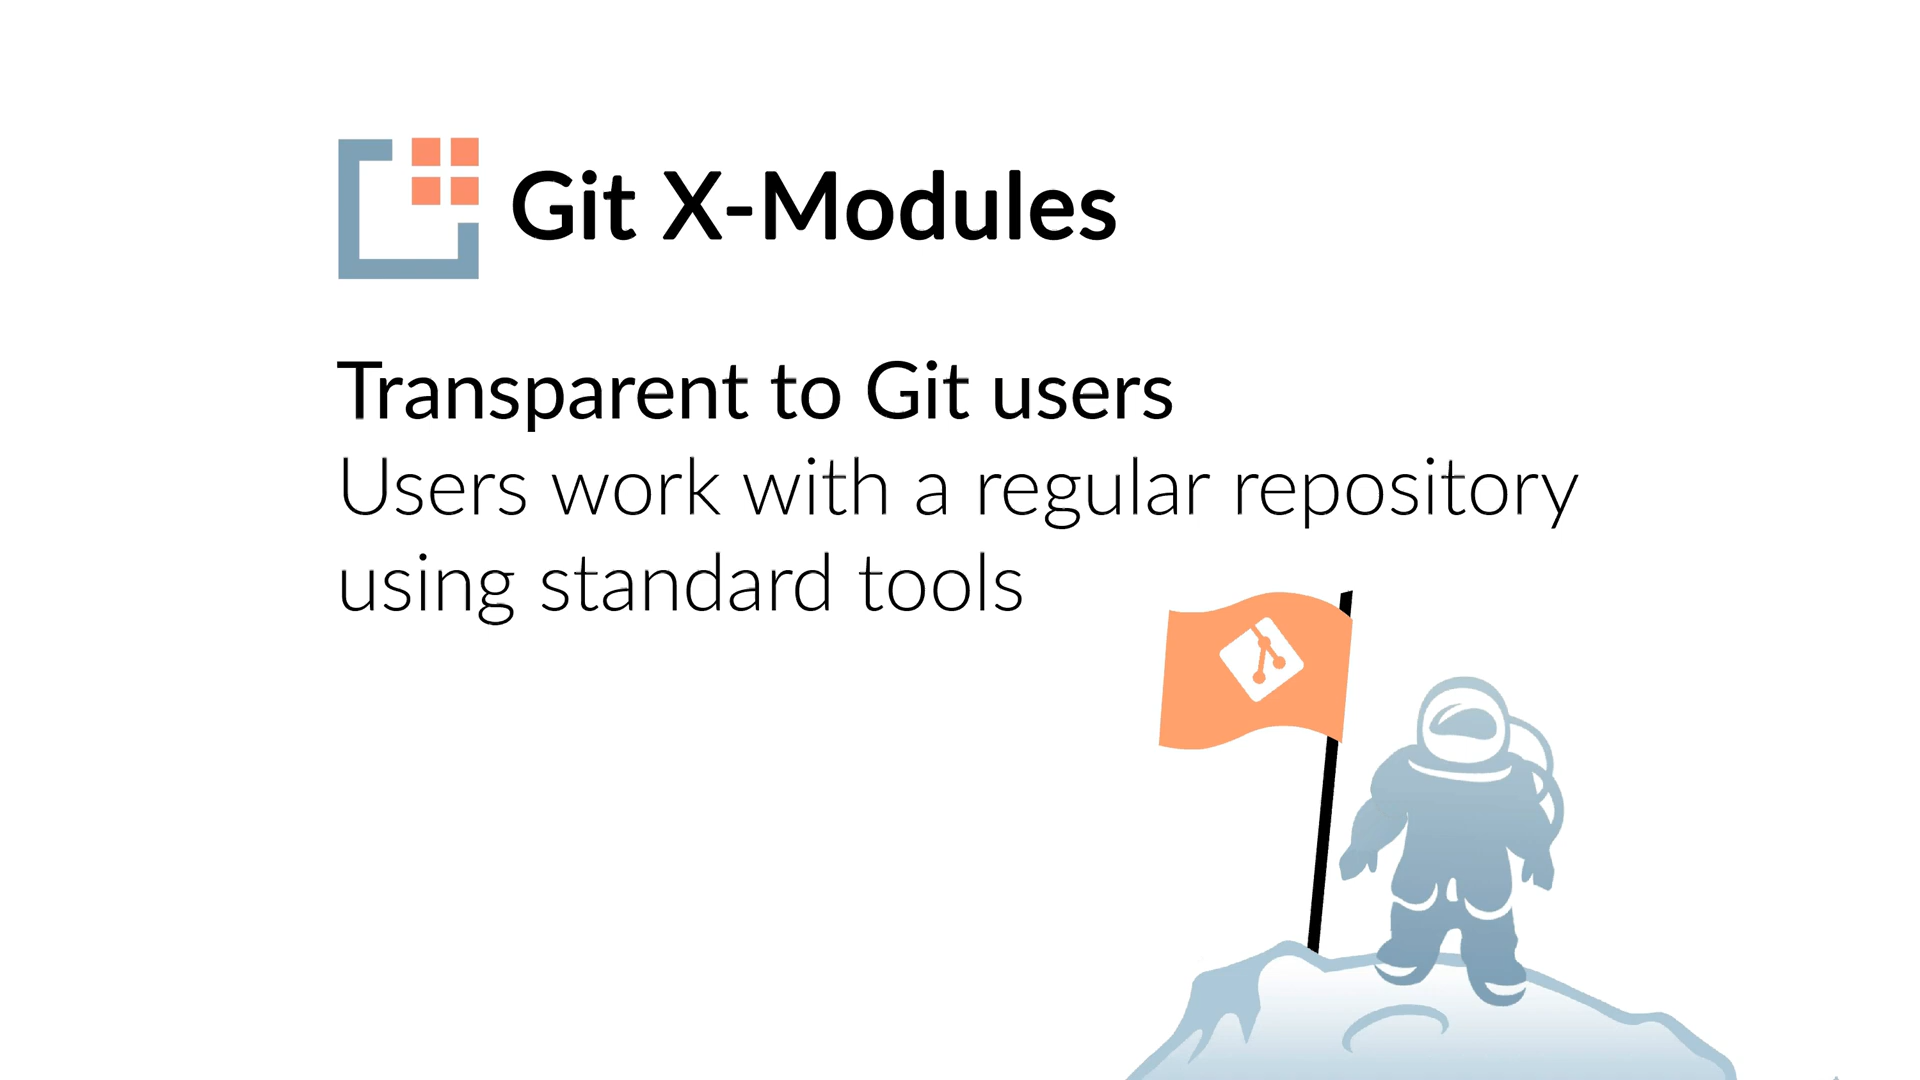 Git X-Modules
Transparent to Git users
Users work with a regular repository
using standard tools